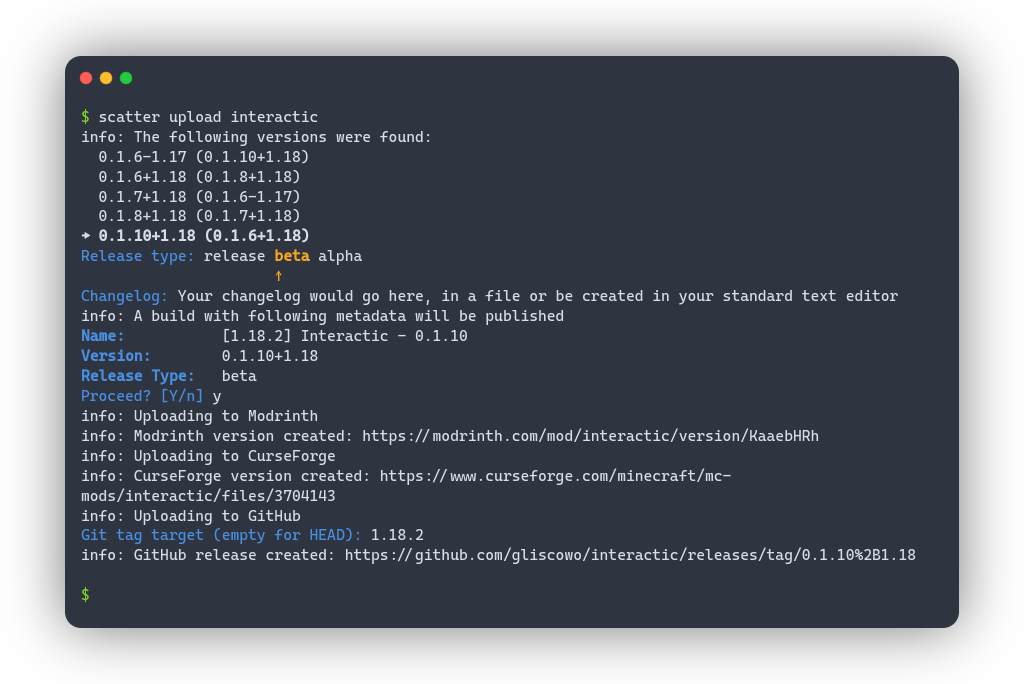 $ scatter upload interactic
info: The following versions were found:
  0.1.6-1.17 (0.1.10+1.18)
  0.1.6+1.18 (0.1.8+1.18)
  0.1.7+1.18 (0.1.6-1.17)
  0.1.8+1.18 (0.1.7+1.18)
→ 0.1.10+1.18 (0.1.6+1.18)
Release type: release beta alpha
↑
Changelog: Your changelog would go here, in a file or be created in your standard text editor
info: A build with following metadata will be published
Name:           [1.18.2] Interactic - 0.1.10
Version:        0.1.10+1.18
Release Type:   beta
Proceed? [Y/n] y
info: Uploading to Modrinth
info: Modrinth version created: https://modrinth.com/mod/interactic/version/KaaebHRh
info: Uploading to CurseForge
info: CurseForge version created: https://www.curseforge.com/minecraft/mc-
mods/interactic/files/3704143
info: Uploading to GitHub
Git tag target (empty for HEAD): 1.18.2
info: GitHub release created: https://github.com/gliscowo/interactic/releases/tag/0.1.10%2B1.18
$